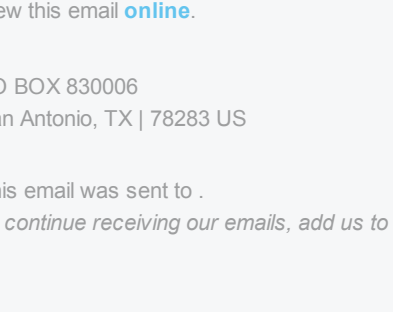 ew this email online.
O BOX 830006
an Antonio, TX | 78283 US
is email was sent to .
continue receiving our emails, add us to